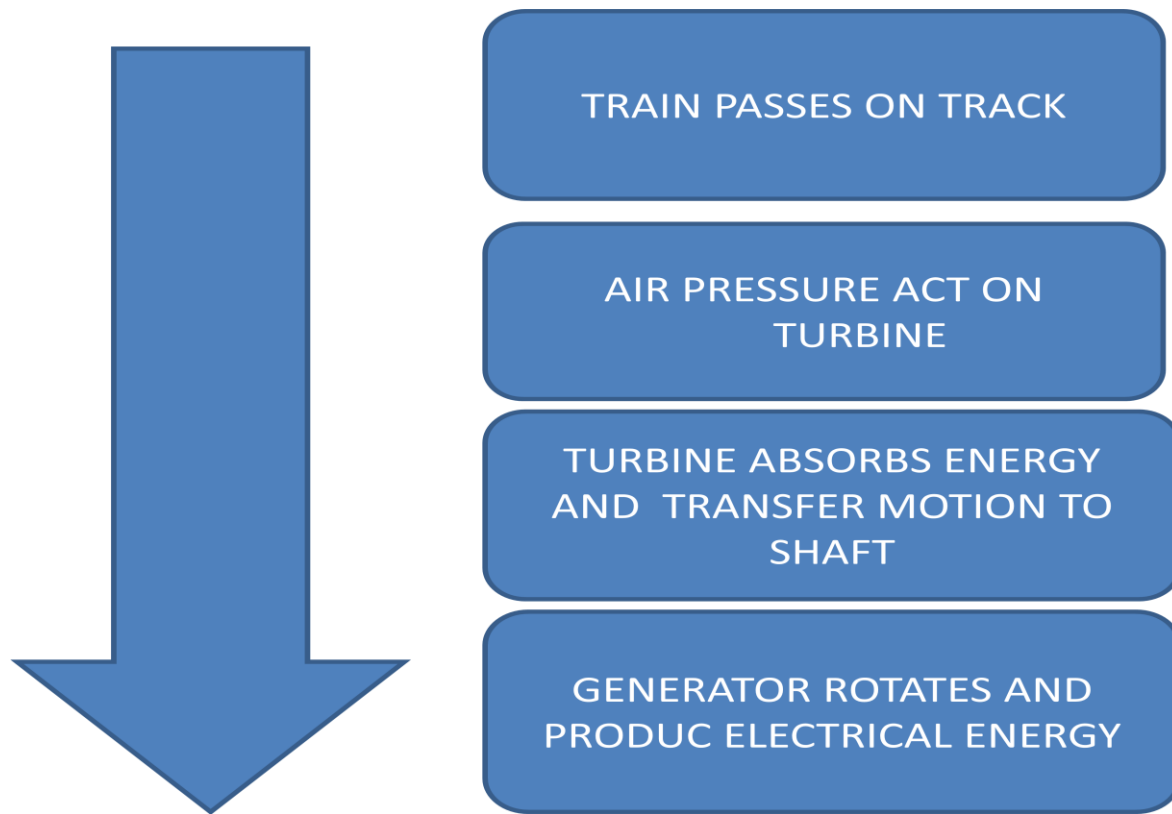 TRAIN PASSES ON TRACK
AIR PRESSURE ACT ON
TURBINE
TURBINE ABSORBS ENERGY
AND  TRANSFER MOTION TO
SHAFT
GENERATOR ROTATES AND
PRODUC ELECTRICAL ENERGY